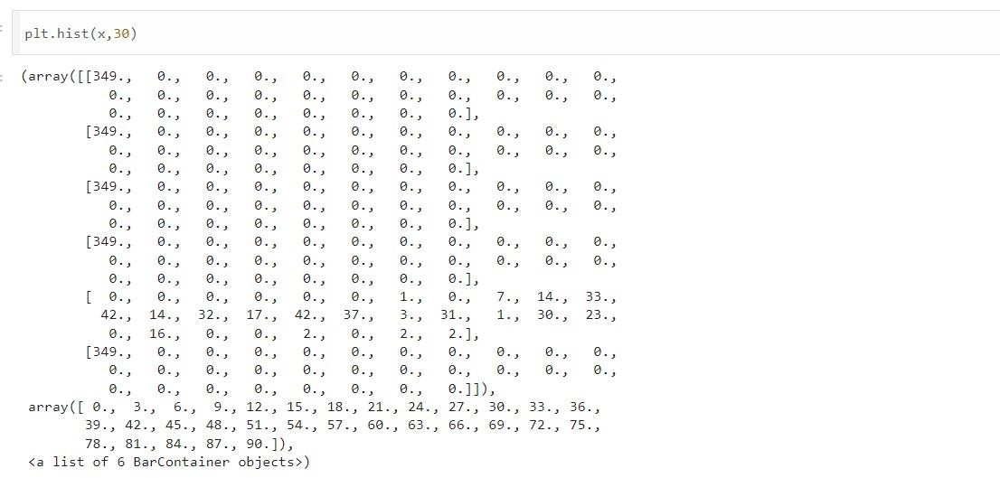 plt.hist(x,30)
(array([[349., 0., 0., 0., 0., 0., 0., 0., 0., 0., 0.,
0., 0., 0., 0., 0., 0., 0., 0., 0., 0., 0.,
0., 0., 0., 0., 0., 0., 0., 0.],
[349., 0., 0., 0., 0., 0., 0., 0., 0., 0., 0.,
0., 0., 0., 0., 0., 0., 0., 0., 0., 0., 0.,
0., 0., 0., 0., 0., 0., 0., 0.],
[349., 0., 0., 0., 0., 0., 0., 0., 0., 0., 0.,
0., 0., 0., 0., 0., 0., 0., 0., 0., 0., 0.,
0., 0., 0., 0., 0., 0., 0., 0.],
[349., 0., 0., 0., 0., 0., 0., 0., 0., 0., 0.,
0., 0., 0., 0., 0., 0., 0., 0., 0., 0., 0.,
0., 0., 0., 0., 0., 0., 0., 0.],
[ 0., 0., 0., 0., 0., 0., 1., 0., 7., 14., 33.,
42., 14., 32., 17., 42., 37., 3., 31., 1., 30., 23.,
0., 16., 0., 0., 2., 0., 2., 2.],
[349., 0., 0., 0., 0., 0., 0., 0., 0., 0., 0.,
0., 0., 0., 0., 0., 0., 0., 0., 0., 0., 0.,
0., 0., 0., 0., 0., 0., 0., 0.]]),
array([ 0., 3., 6., 9., 12., 15., 18., 21., 24., 27., 30., 33., 36.,
39., 42., 45., 48., 51., 54., 57., 60., 63., 66., 69., 72., 75.,
78., 81., 84., 87., 90.]),
<a list of 6 BarContainer objects>)